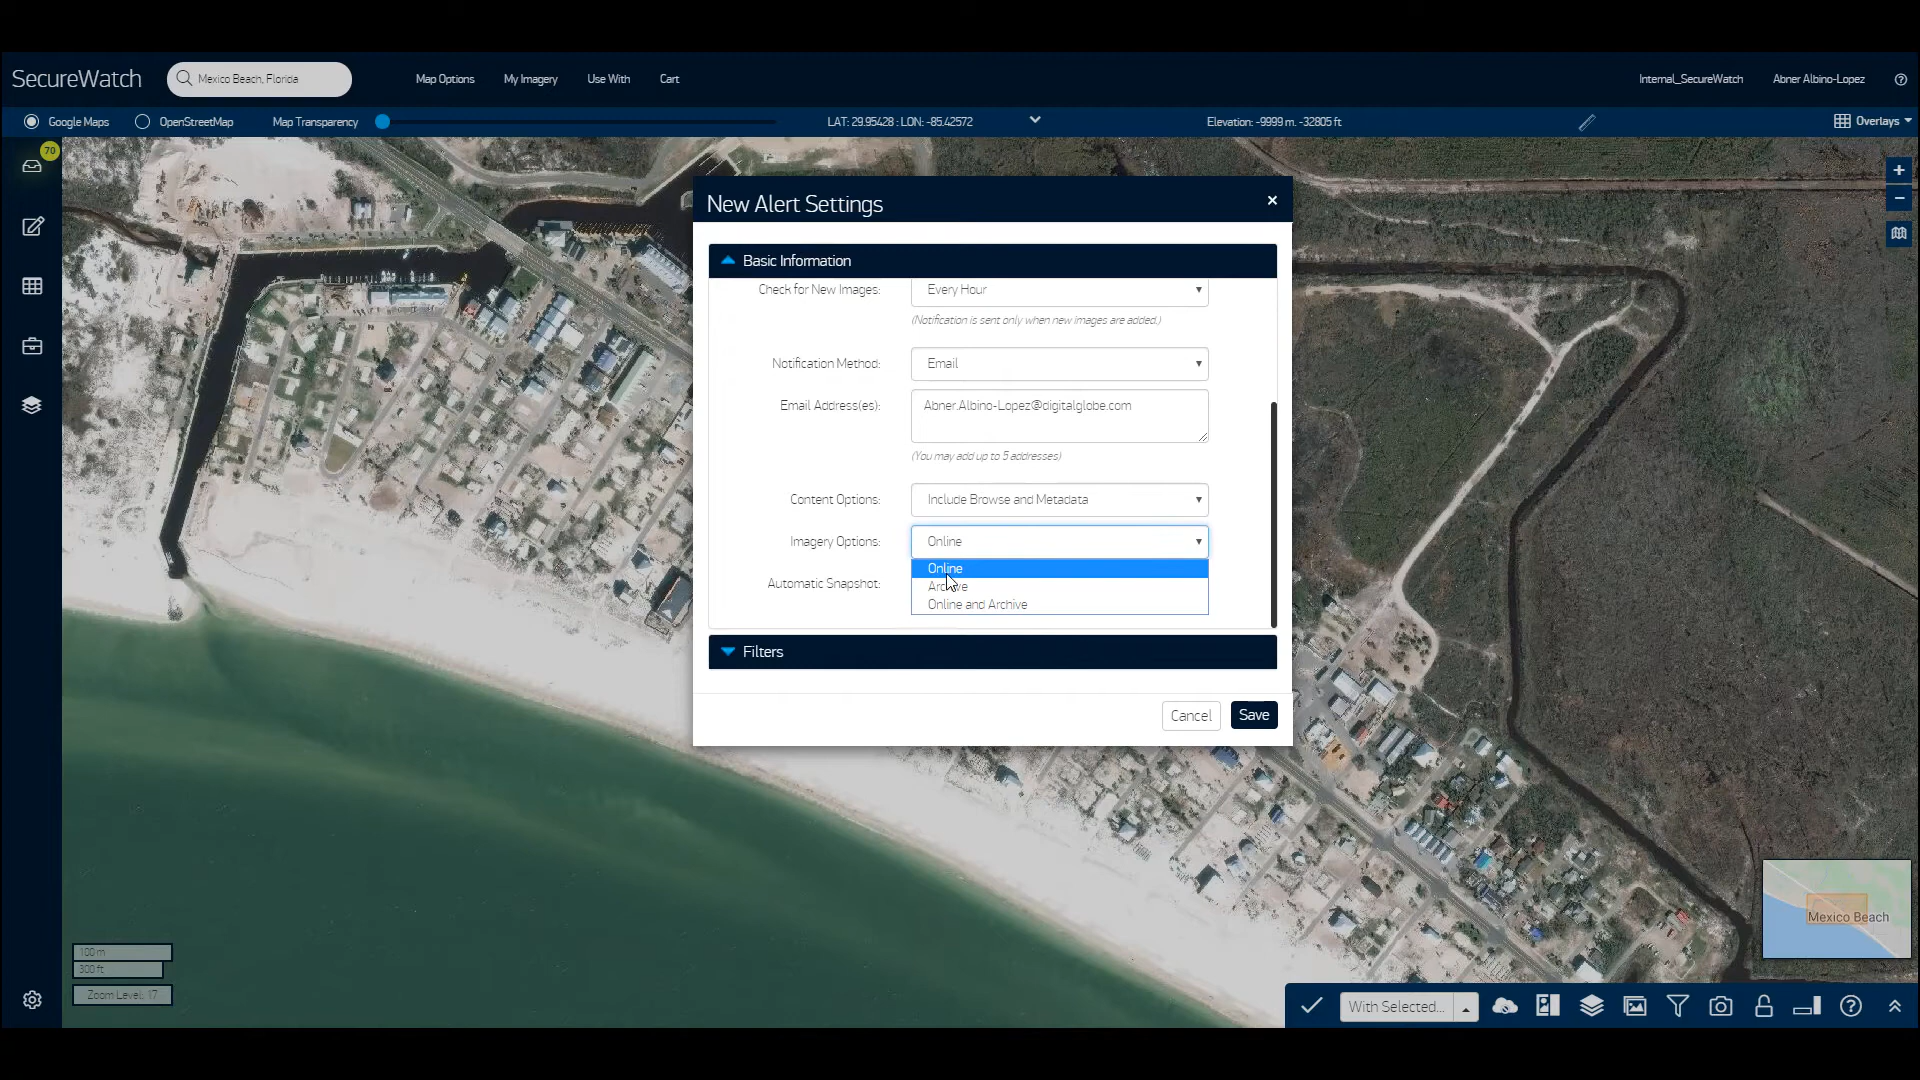 SecureWatch
Mexico Beach, Florida
Map Options
My Imagery
Use With
Cart
Internal_SecureWatch
Abner Albino-Lopez
Google Maps
OpenStreetMap
Map Transparency
LAT: 29.95428 : LON: -85.42572
Elevation: -9999 m. -32805 ft
Overlays
70
New Alert Settings
×
Basic Information
Check for New Images: Every Hour
(Notification is sent only when new images are added.)
Notification Method: Email
Email Address(es): Abner.Albino-Lopez@digitalglobe.com
(You may add up to 5 addresses)
Content Options: Include Browse and Metadata
Imagery Options: Online
Online
Automatic Snapshot: Archive
Online and Archive
Filters
Cancel
Save
Mexico Beach
100 m
300 ft
Zoom Level: 17
With Selected...